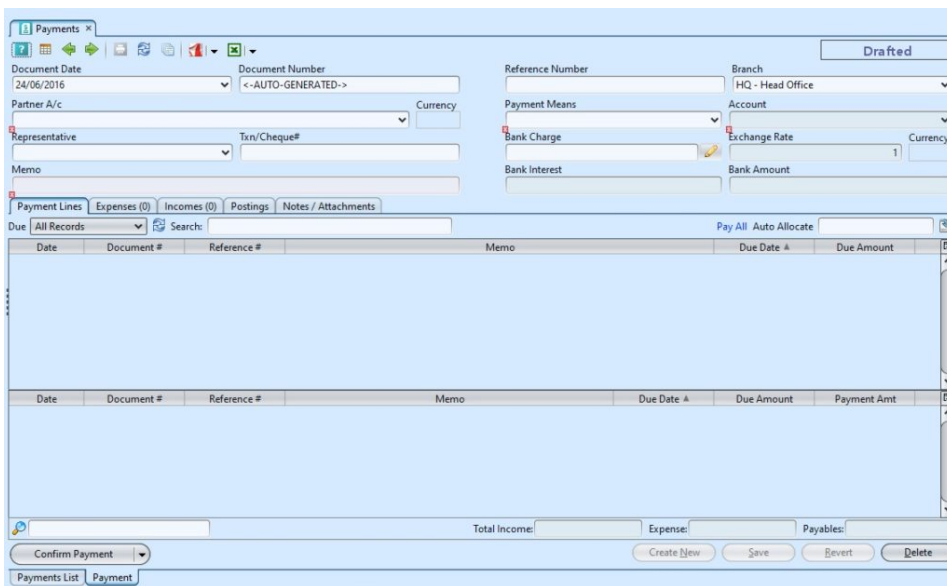 Payments ×
?
Drafted
Document Date Document Number Reference Number Branch
24/06/2016 <-AUTO-GENERATED-> HQ - Head Office
Partner A/c Currency Payment Means Account
Representative Txn/Cheque# Bank Charge Exchange Rate Currency
1
Memo Bank Interest Bank Amount
Payment Lines Expenses (0) Incomes (0) Postings Notes / Attachments
Due All Records Search: Pay All Auto Allocate
Date Document # Reference # Memo Due Date Due Amount
Date Document # Reference # Memo Due Date Due Amount Payment Amt
Total Income: Expense: Payables:
Confirm Payment Create New Save Revert Delete
Payments List Payment